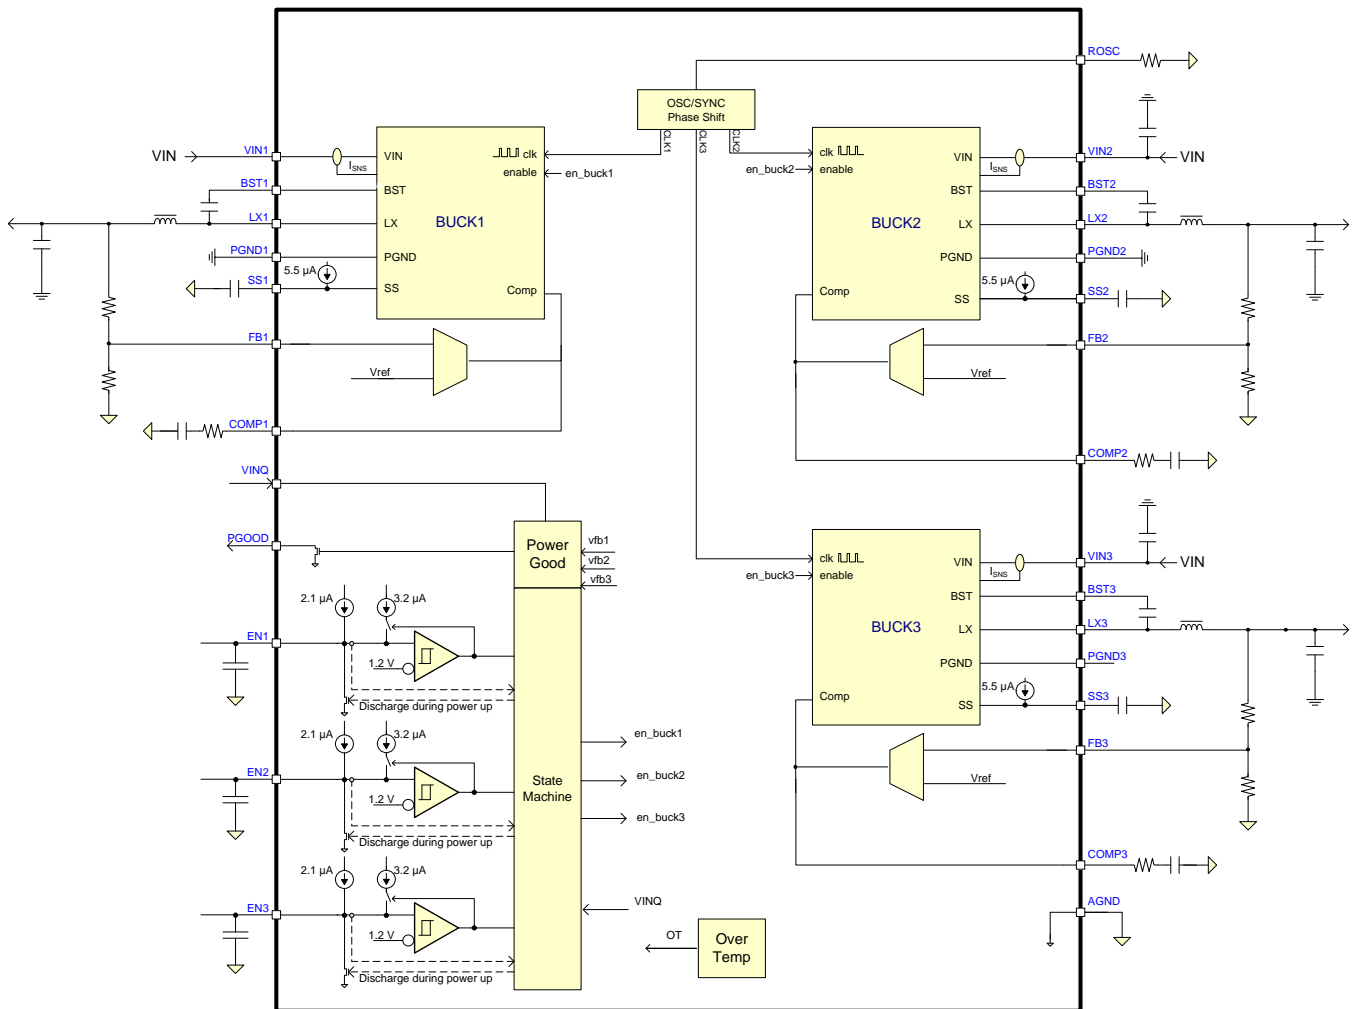 ROSC
OSC/SYNC
Phase Shift
CLK1
CLK3
CLK2
VIN
VIN1
ISNS
VIN
clk
enable
en_buck1
BST1
BST
LX1
LX
BUCK1
PGND1
PGND
5.5 µA
SS1
SS
Comp
FB1
Vref
COMP1
en_buck2
clk
enable
VIN
ISNS
VIN2
VIN
BST
BST2
BUCK2
LX
LX2
PGND
PGND2
Comp
5.5 µA
SS
SS2
FB2
Vref
COMP2
VINQ
PGOOD
Power
Good
vfb1
vfb2
vfb3
en_buck3
clk
enable
VIN
ISNS
VIN3
VIN
BST
BST3
BUCK3
LX
LX3
PGND
PGND3
Comp
5.5 µA
SS
SS3
FB3
Vref
COMP3
AGND
2.1 µA
3.2 µA
EN1
1.2 V
Discharge during power up
2.1 µA
3.2 µA
EN2
1.2 V
Discharge during power up
2.1 µA
3.2 µA
EN3
1.2 V
Discharge during power up
State
Machine
en_buck1
en_buck2
en_buck3
VINQ
OT
Over
Temp